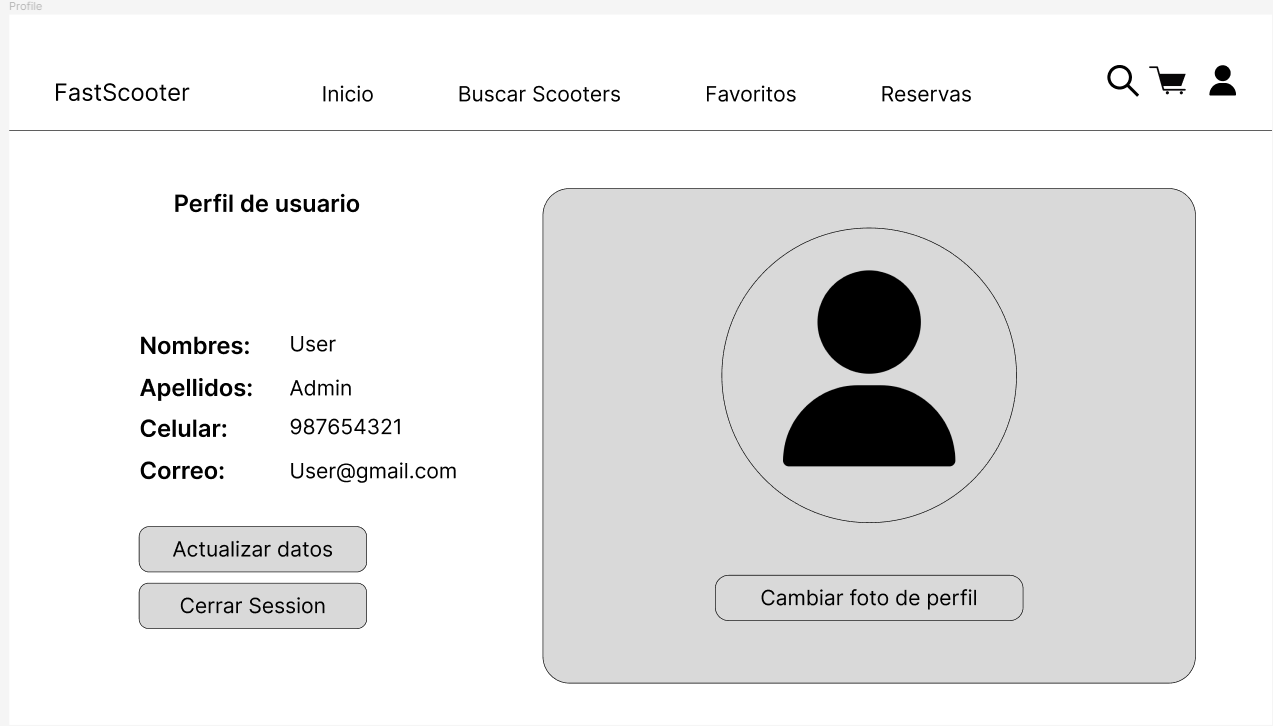 Profile
FastScooter Inicio Buscar Scooters Favoritos Reservas
Perfil de usuario
Nombres: User
Apellidos: Admin
Celular: 987654321
Correo: User@gmail.com
Actualizar datos
Cerrar Session
Cambiar foto de perfil